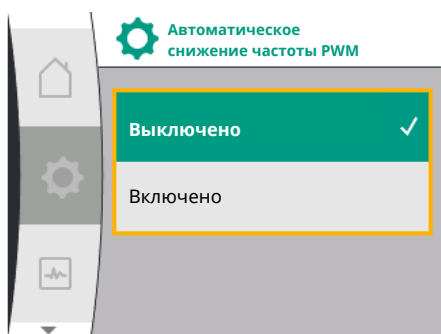 Автоматическое
снижение частоты PWM
Выключено
Включено